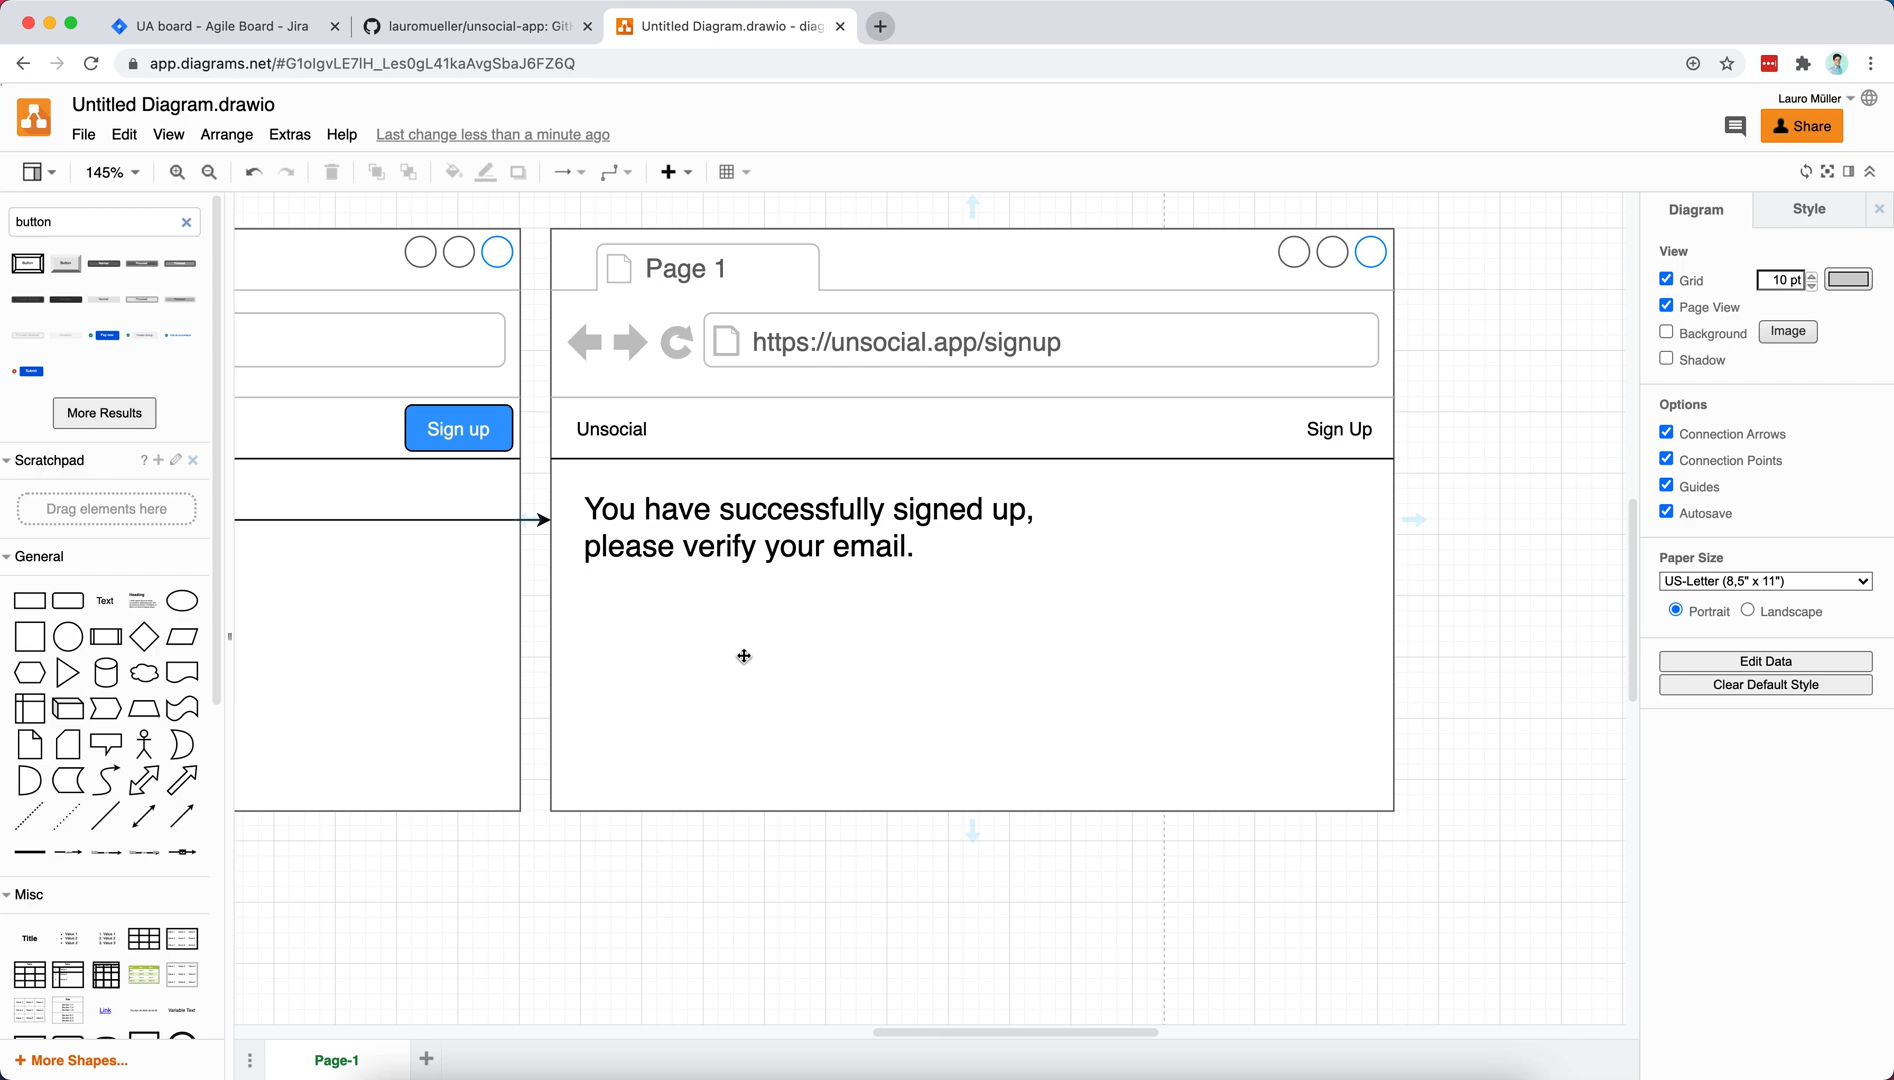 UA board - Agile Board - Jira
lauromueller/unsocial-app: Git
Untitled Diagram.drawio - diag
app.diagrams.net/#G1oIgvLE7lH_Les0gL41kaAvgSbaJ6FZ6Q
Untitled Diagram.drawio
Lauro Müller
File Edit View Arrange Extras Help Last change less than a minute ago
Share
145%
button
More Results
Scratchpad
?
Drag elements here
General
Text
Heading
Misc
Title
Link
Variable Text
+ More Shapes...
Sign up
Page 1
https://unsocial.app/signup
Unsocial
Sign Up
You have successfully signed up,
please verify your email.
Page-1
Diagram
Style
View
Grid
10 pt
Page View
Background
Image
Shadow
Options
Connection Arrows
Connection Points
Guides
Autosave
Paper Size
US-Letter (8,5" x 11")
Portrait
Landscape
Edit Data
Clear Default Style